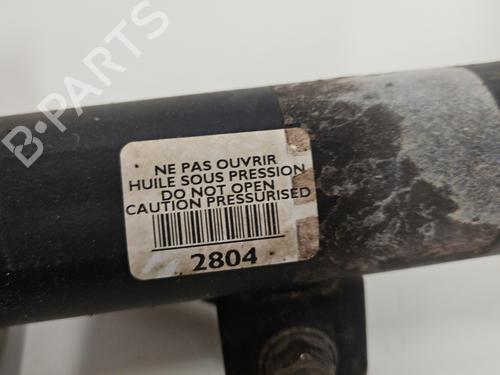 B-PARTS
NE PAS OUVRIR
HUILE SOUS PRESSION
DO NOT OPEN
CAUTION PRESSURISED
2804